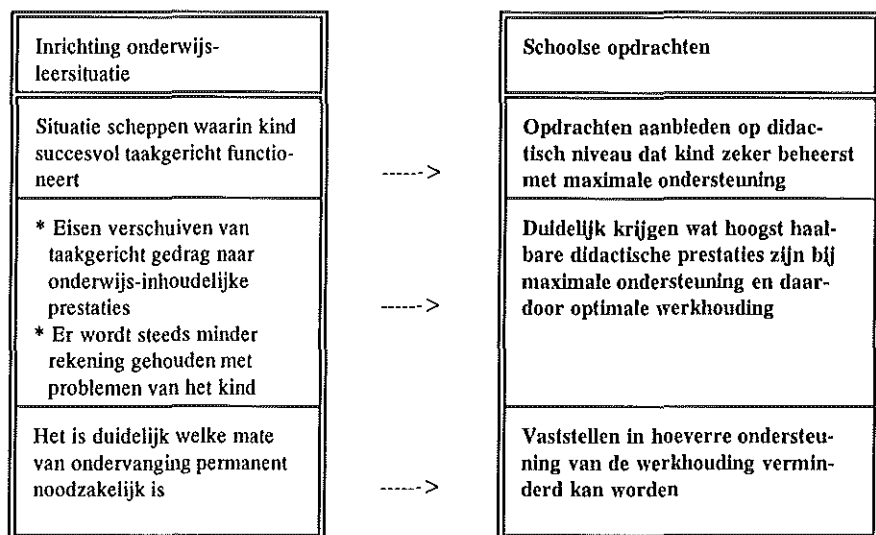 Inrichting onderwijs-
leersituatie
Schoolse opdrachten
Situatie scheppen waarin kind
succesvol taakgericht functio-
neert
----->
Opdrachten aanbieden op didac-
tisch niveau dat kind zeker beheerst
met maximale ondersteuning
* Eisen verschuiven van
taakgericht gedrag naar
onderwijs-inhoudelijke
prestaties
* Er wordt steeds minder
rekening gehouden met
problemen van het kind
----->
Duidelijk krijgen wat hoogst haal-
bare didactische prestaties zijn bij
maximale ondersteuning en daar-
door optimale werkhouding
Het is duidelijk welke mate
van ondervanging permanent
noodzakelijk is
----->
Vaststellen in hoeverre ondersteu-
ning van de werkhouding vermin-
derd kan worden